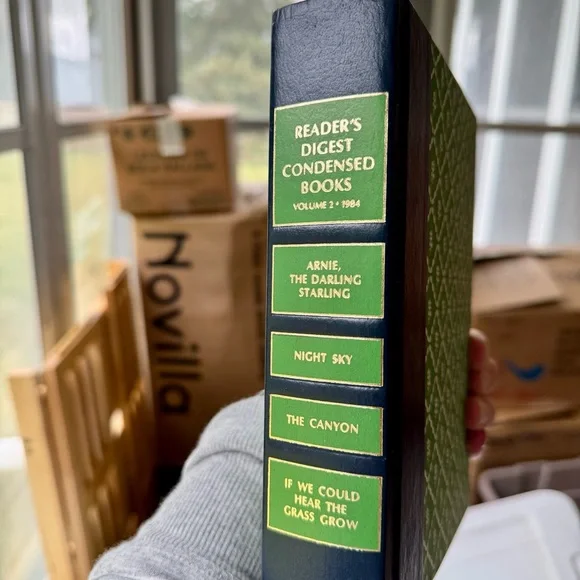 READER'S
DIGEST
CONDENSED
BOOKS
VOLUME 2 • 1984
ARNIE,
THE DARLING
STARLING
NIGHT SKY
THE CANYON
IF WE COULD
HEAR THE
GRASS GROW
Novilla